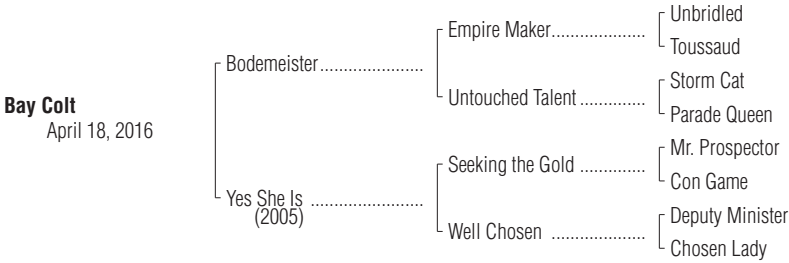 Unbridled
Empire Maker....................
Toussaud
Bodemeister......................
Storm Cat
Untouched Talent ..............
Parade Queen
Bay Colt
April 18, 2016
Mr. Prospector
Seeking the Gold ..............
Con Game
Yes She Is ........................
(2005)
Deputy Minister
Well Chosen ....................
Chosen Lady